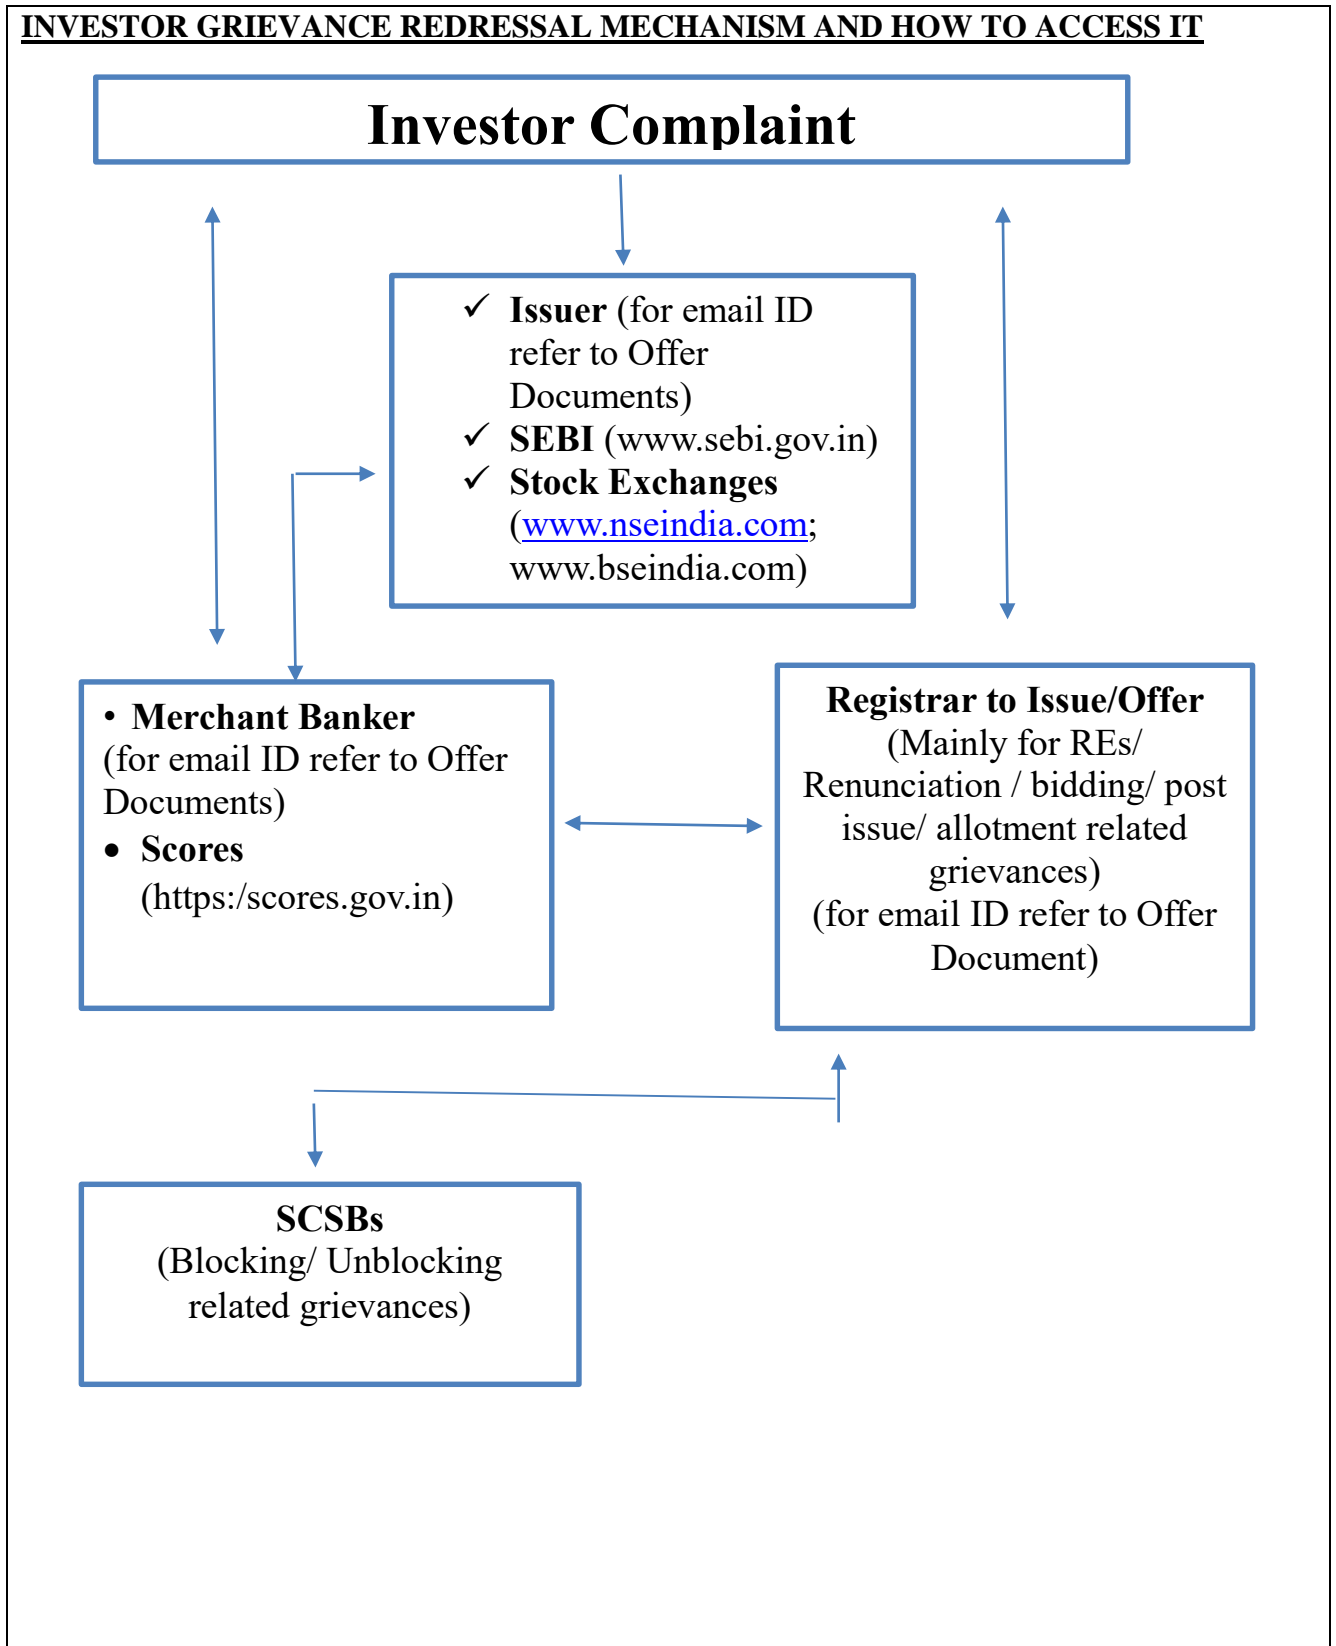 INVESTOR GRIEVANCE REDRESSAL MECHANISM AND HOW TO ACCESS IT
Investor Complaint
✓ Issuer (for email ID
refer to Offer
Documents)
✓ SEBI (www.sebi.gov.in)
✓ Stock Exchanges
(www.nseindia.com;
www.bseindia.com)
• Merchant Banker
(for email ID refer to Offer
Documents)
• Scores
(https:/scores.gov.in)
Registrar to Issue/Offer
(Mainly for REs/
Renunciation / bidding/ post
issue/ allotment related
grievances)
(for email ID refer to Offer
Document)
SCSBs
(Blocking/ Unblocking
related grievances)